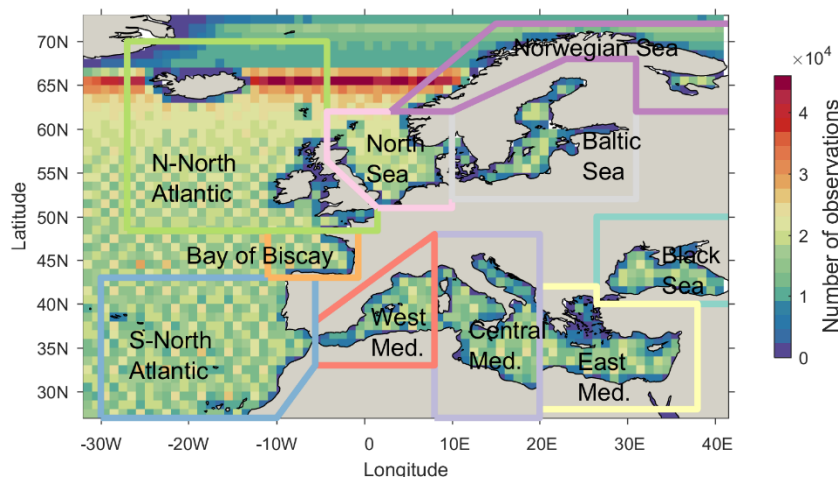 70N
65N
60N
55N
50N
45N
40N
35N
30N
Latitude
-30W
-20W
-10W
0
10E
20E
30E
40E
Longitude
Norwegian Sea
N-North
Atlantic
North
Sea
Baltic
Sea
Bay of Biscay
Black
Sea
S-North
Atlantic
West
Med.
Central
Med.
East
Med.
×10⁴
4
3
2
1
0
Number of observations